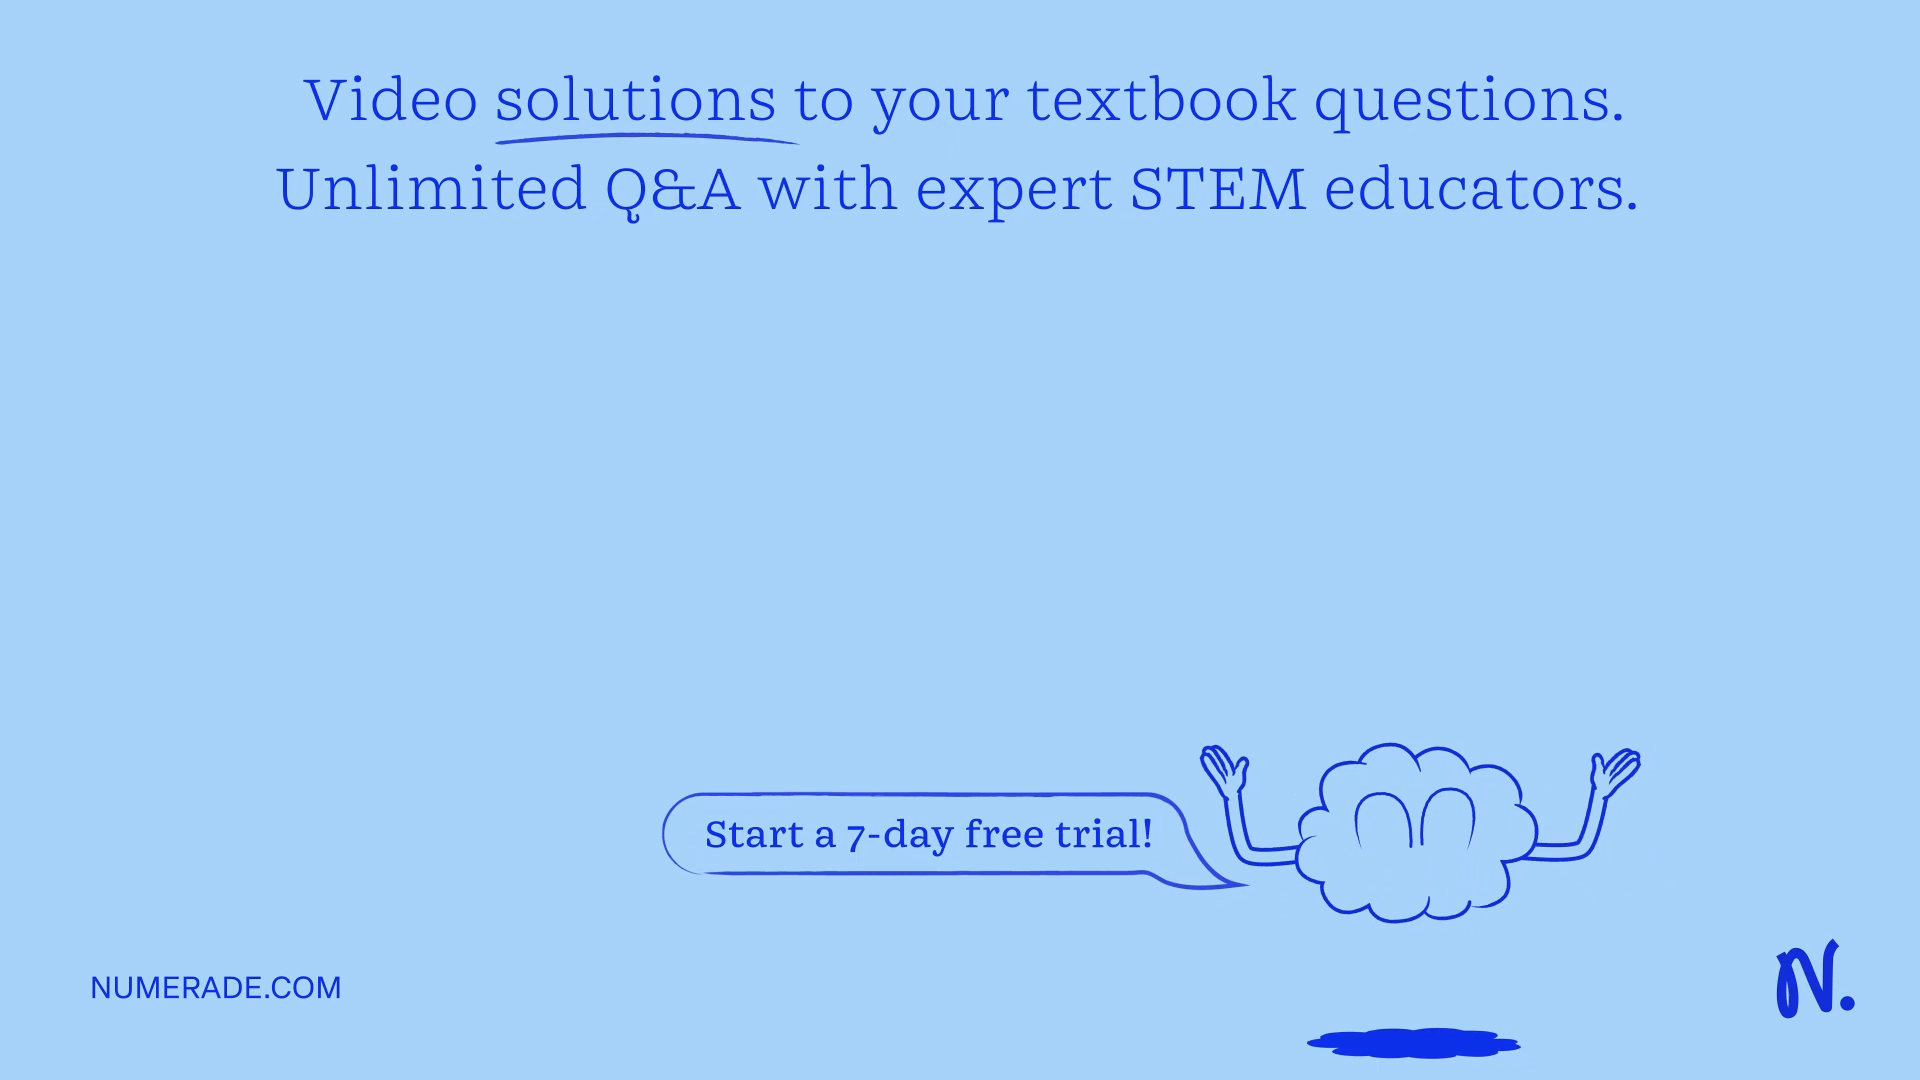 Video solutions to your textbook questions.
Unlimited Q&A with expert STEM educators.
Start a 7-day free trial!
NUMERADE.COM
N.